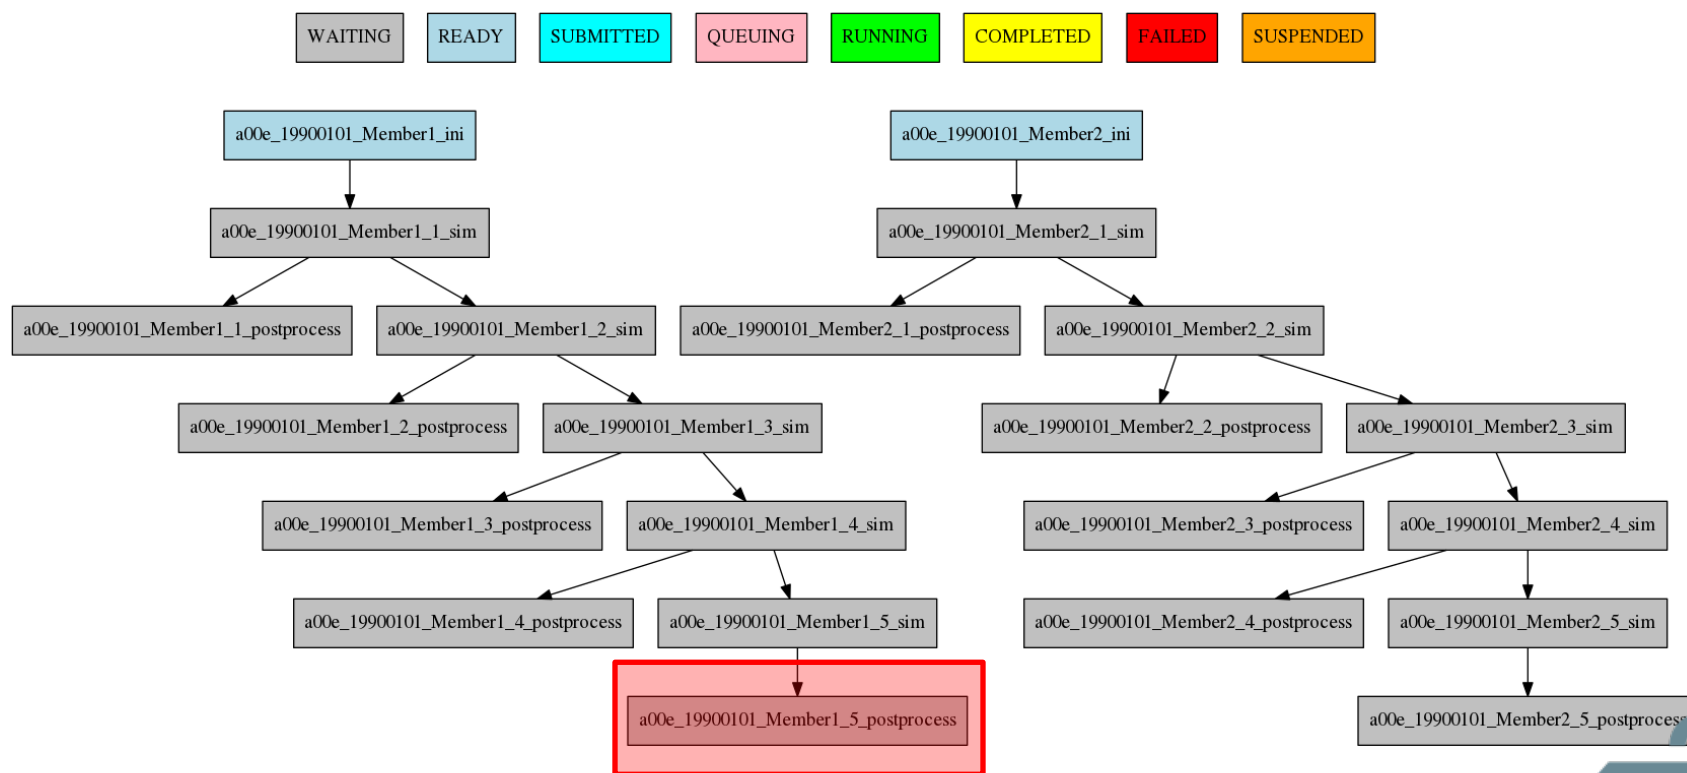 WAITING READY SUBMITTED QUEUING RUNNING COMPLETED FAILED SUSPENDED
a00e_19900101_Member1_ini a00e_19900101_Member2_ini
a00e_19900101_Member1_1_sim a00e_19900101_Member2_1_sim
a00e_19900101_Member1_1_postprocess a00e_19900101_Member1_2_sim a00e_19900101_Member2_1_postprocess a00e_19900101_Member2_2_sim
a00e_19900101_Member1_2_postprocess a00e_19900101_Member1_3_sim a00e_19900101_Member2_2_postprocess a00e_19900101_Member2_3_sim
a00e_19900101_Member1_3_postprocess a00e_19900101_Member1_4_sim a00e_19900101_Member2_3_postprocess a00e_19900101_Member2_4_sim
a00e_19900101_Member1_4_postprocess a00e_19900101_Member1_5_sim a00e_19900101_Member2_4_postprocess a00e_19900101_Member2_5_sim
a00e_19900101_Member1_5_postprocess a00e_19900101_Member2_5_postprocess